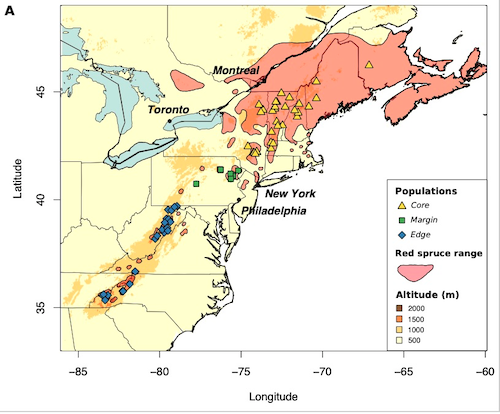 A
Montreal
Toronto
New York
Philadelphia
Populations
Core
Margin
Edge
Red spruce range
Altitude (m)
2000
1500
1000
500
45
40
35
Latitude
−85
−80
−75
−70
−65
−60
Longitude